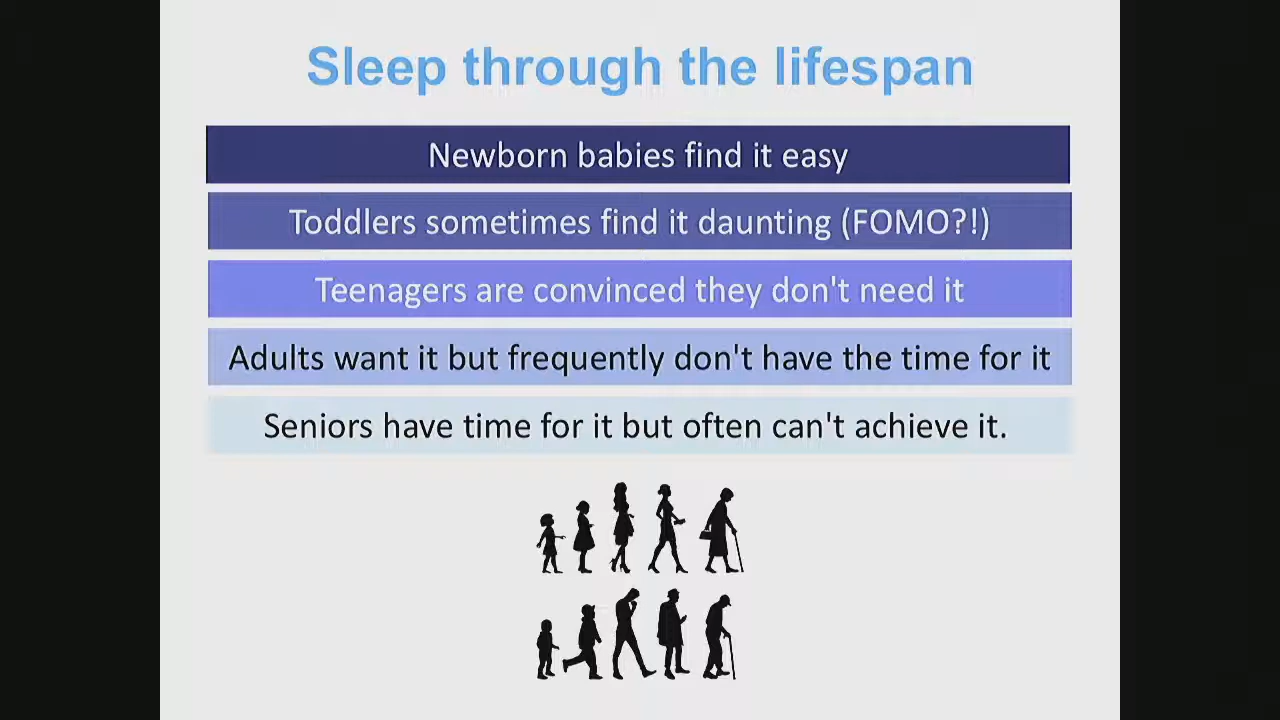 Sleep through the lifespan
Newborn babies find it easy
Toddlers sometimes find it daunting (FOMO?!)
Teenagers are convinced they don't need it
Adults want it but frequently don't have the time for it
Seniors have time for it but often can't achieve it.